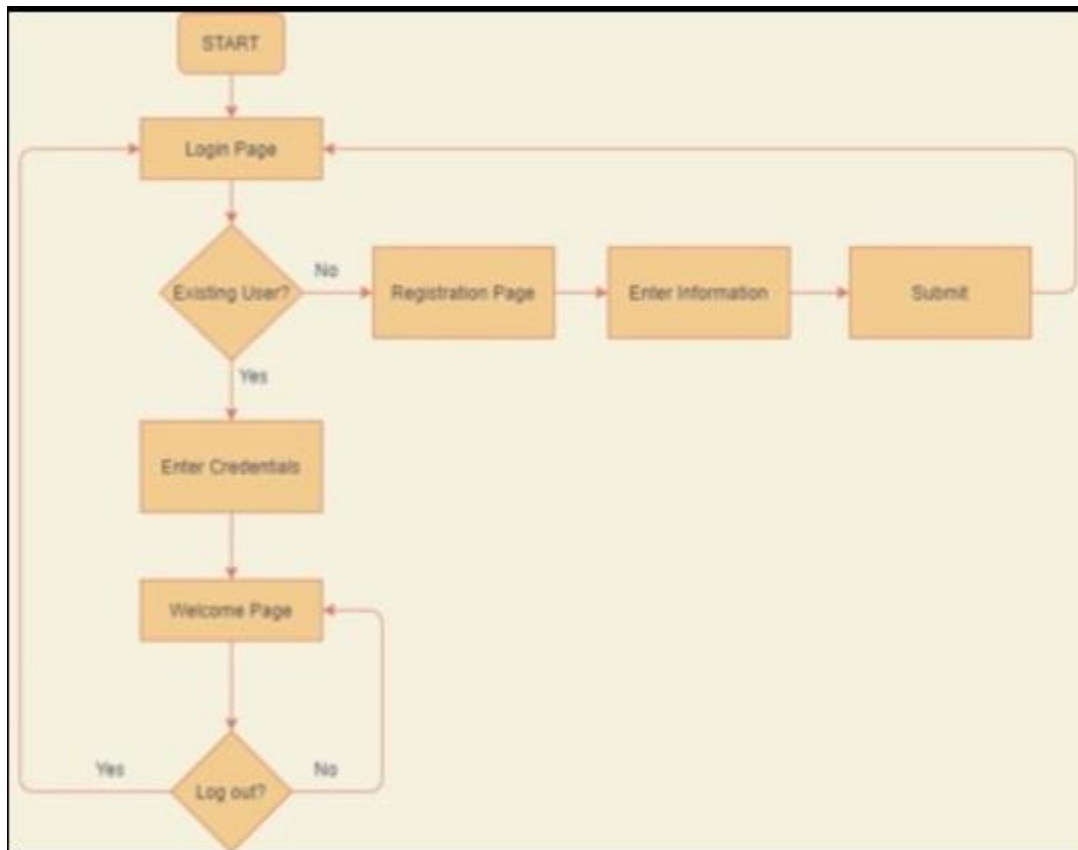 START
Login Page
Existing User?
No
Registration Page
Enter Information
Submit
Yes
Enter Credentials
Welcome Page
Yes
Log out?
No